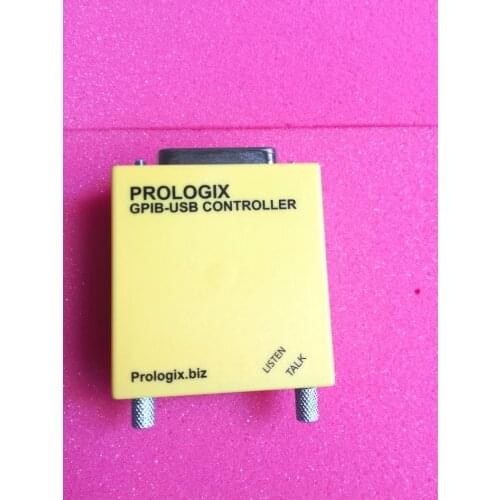 PROLOGIX
GPIB-USB CONTROLLER
LISTEN
TALK
Prologix.biz